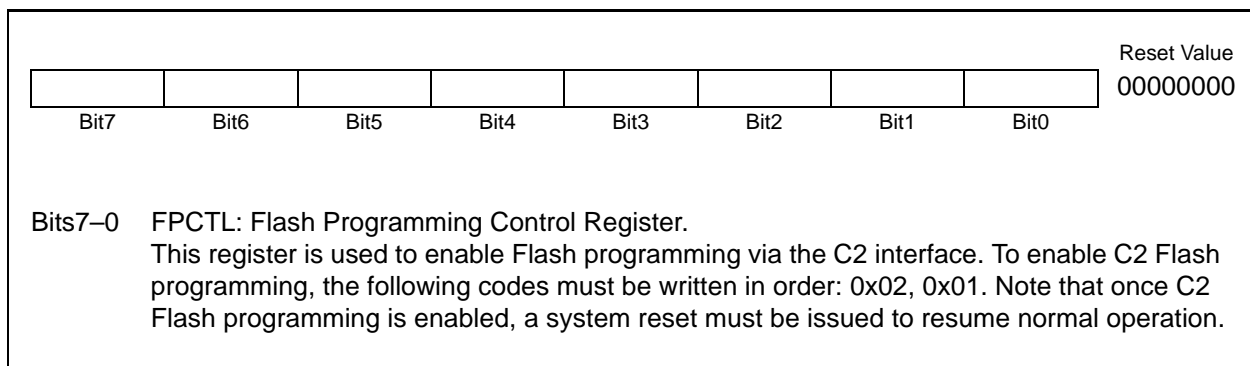 Reset Value
00000000
Bit7 Bit6 Bit5 Bit4 Bit3 Bit2 Bit1 Bit0
Bits7–0 FPCTL: Flash Programming Control Register.
This register is used to enable Flash programming via the C2 interface. To enable C2 Flash
programming, the following codes must be written in order: 0x02, 0x01. Note that once C2
Flash programming is enabled, a system reset must be issued to resume normal operation.